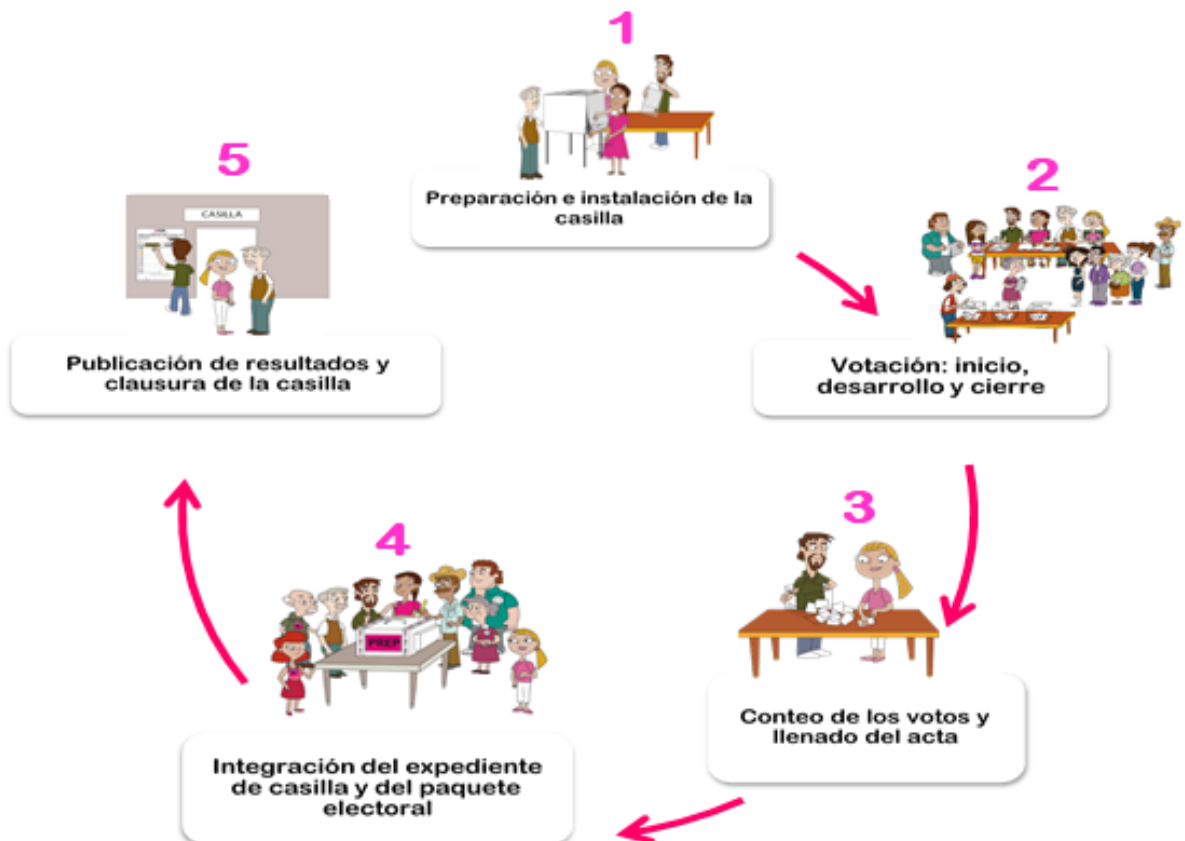 1
Preparación e instalación de la
casilla
2
Votación: inicio,
desarrollo y cierre
3
Conteo de los votos y
llenado del acta
4
PREP
Integración del expediente
de casilla y del paquete
electoral
5
CASILLA
Publicación de resultados y
clausura de la casilla